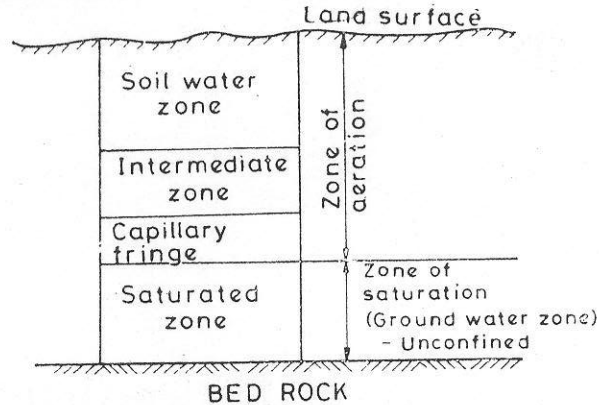 Land surface
Soil water
zone
Intermediate
zone
Capillary
fringe
Saturated
zone
Zone of
aeration
Zone of
saturation
(Ground water zone)
- Unconfined
BED ROCK